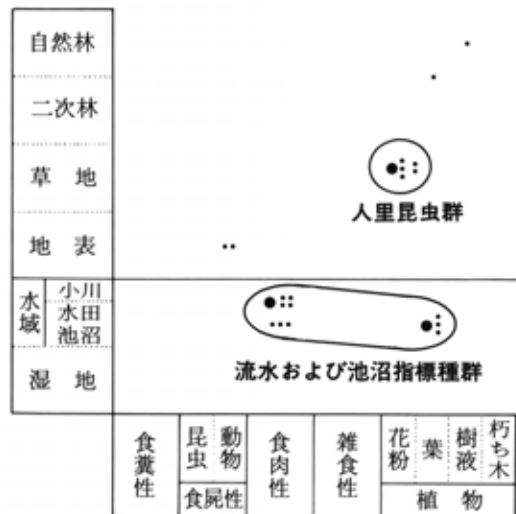 自然林
二次林
草地
人里昆虫群
地表
水域
小川
水田
池沼
流水および池沼指標種群
湿地
食糞性
昆虫
動物
食屍性
食肉性
雑食性
花粉
葉
樹液
朽ち木
植物